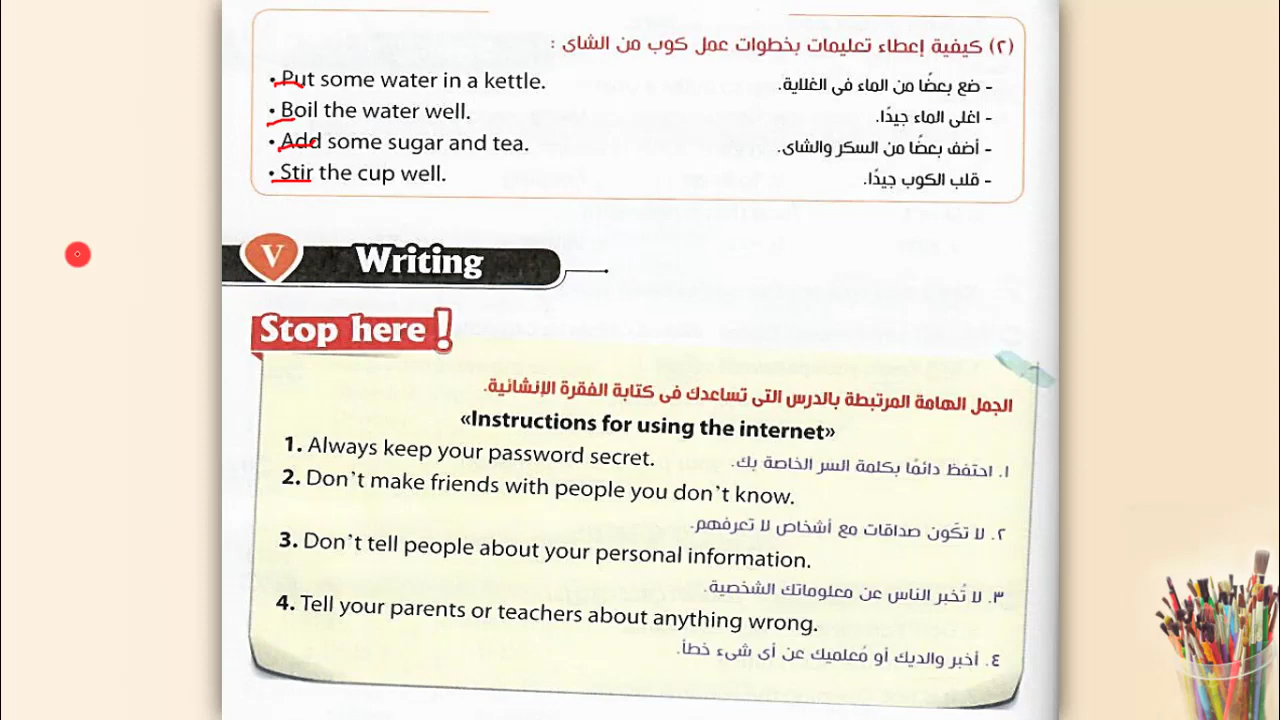 (٢) كيفية إعطاء تعليمات بخطوات عمل كوب من الشاى :
• Put some water in a kettle.
- ضع بعضًا من الماء فى الغلاية.
• Boil the water well.
- اغلى الماء جيدًا.
• Add some sugar and tea.
- أضف بعضًا من السكر والشاى.
• Stir the cup well.
- قلب الكوب جيدًا.
V Writing
Stop here!
الجمل الهامة المرتبطة بالدرس التى تساعدك فى كتابة الفقرة الإنشائية.
«Instructions for using the internet»
1. Always keep your password secret.
١. احتفظ دائمًا بكلمة السر الخاصة بك.
2. Don't make friends with people you don't know.
٢. لا تكَون صداقات مع أشخاص لا تعرفهم.
3. Don't tell people about your personal information.
٣. لا تُخبر الناس عن معلوماتك الشخصية.
4. Tell your parents or teachers about anything wrong.
٤. أخبر والديك أو مُعلميك عن أى شىء خطأ.